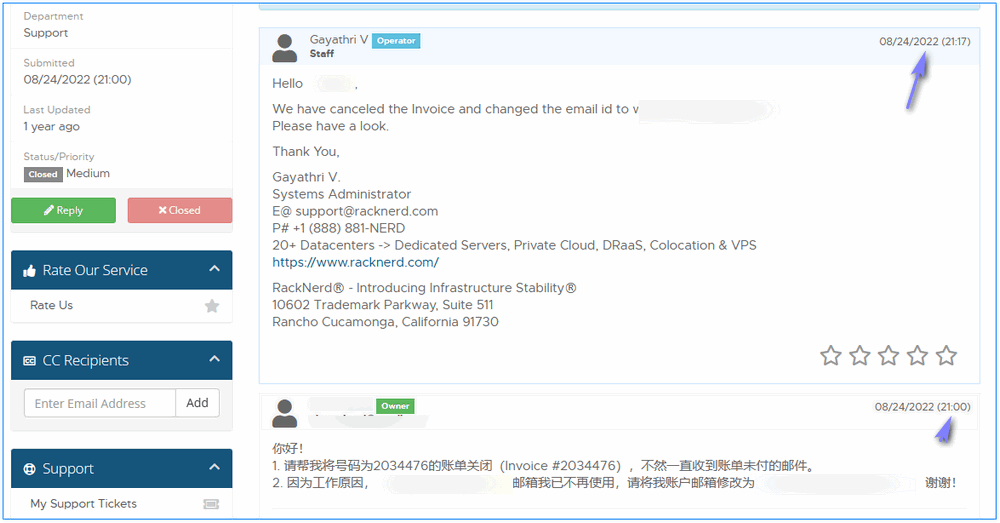 Department
Support
Submitted
08/24/2022 (21:00)
Last Updated
1 year ago
Status/Priority
Closed Medium
Reply
Closed
Rate Our Service
Rate Us
CC Recipients
Enter Email Address
Add
Support
My Support Tickets
Gayathri V Operator
08/24/2022 (21:17)
Staff
Hello ,
We have canceled the Invoice and changed the email id to
Please have a look.
Thank You,
Gayathri V.
Systems Administrator
E@ support@racknerd.com
P# +1 (888) 881-NERD
20+ Datacenters -> Dedicated Servers, Private Cloud, DRaaS, Colocation & VPS
https://www.racknerd.com/
RackNerd® - Introducing Infrastructure Stability®
10602 Trademark Parkway, Suite 511
Rancho Cucamonga, California 91730
Owner
08/24/2022 (21:00)
你好！
1. 请帮我将号码为2034476的账单关闭（Invoice #2034476），不然一直收到账单未付的邮件。
2. 因为工作原因， 邮箱我已不再使用，请将我账户邮箱修改为 谢谢！